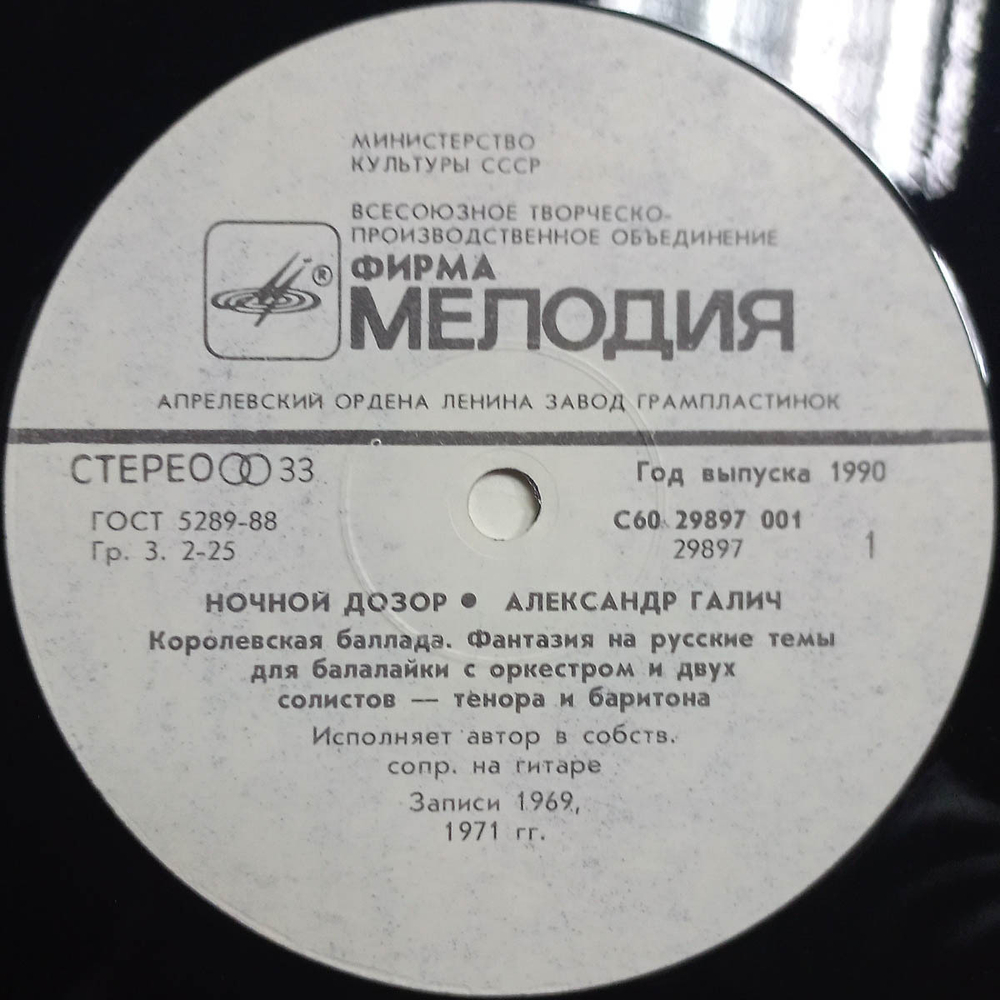 МИНИСТЕРСТВО
КУЛЬТУРЫ СССР
ВСЕСОЮЗНОЕ ТВОРЧЕСКО-
ПРОИЗВОДСТВЕННОЕ ОБЪЕДИНЕНИЕ
®
ФИРМА
МЕЛОДИЯ
АПРЕЛЕВСКИЙ ОРДЕНА ЛЕНИНА ЗАВОД ГРАМПЛАСТИНОК
СТЕРЕО 33
Год выпуска 1990
ГОСТ 5289-88
С60 29897 001
Гр. 3. 2-25
29897
1
НОЧНОЙ ДОЗОР ● АЛЕКСАНДР ГАЛИЧ
Королевская баллада. Фантазия на русские темы
для балалайки с оркестром и двух
солистов — тенора и баритона
Исполняет автор в собств.
сопр. на гитаре
Записи 1969,
1971 гг.